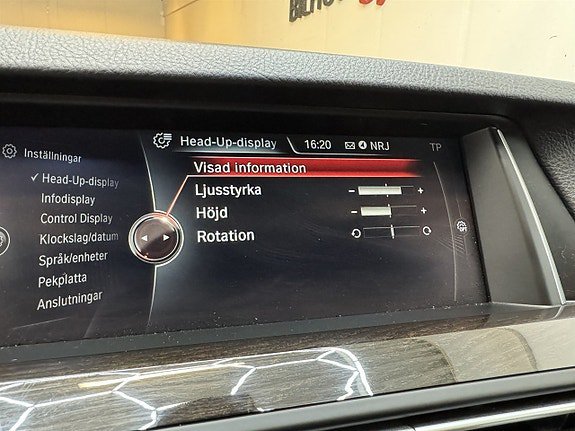 Head-Up-display 16:20 NRJ TP
Inställningar
Head-Up-display
Infodisplay
Control Display
Klockslag/datum
Språk/enheter
Pekplatta
Anslutningar
Visad information
Ljusstyrka - +
Höjd - +
Rotation